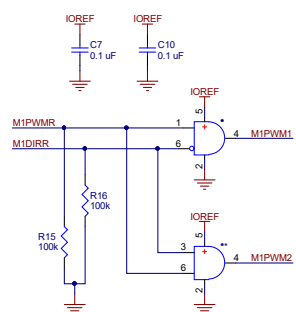 IOREF IOREF
C7 C10
0.1 uF 0.1 uF
IOREF
5
M1PWMR 1 + * 4 M1PWM1
M1DIRR 6
2
R16
100k
IOREF
R15
100k
5
3 + ** 4 M1PWM2
6
2